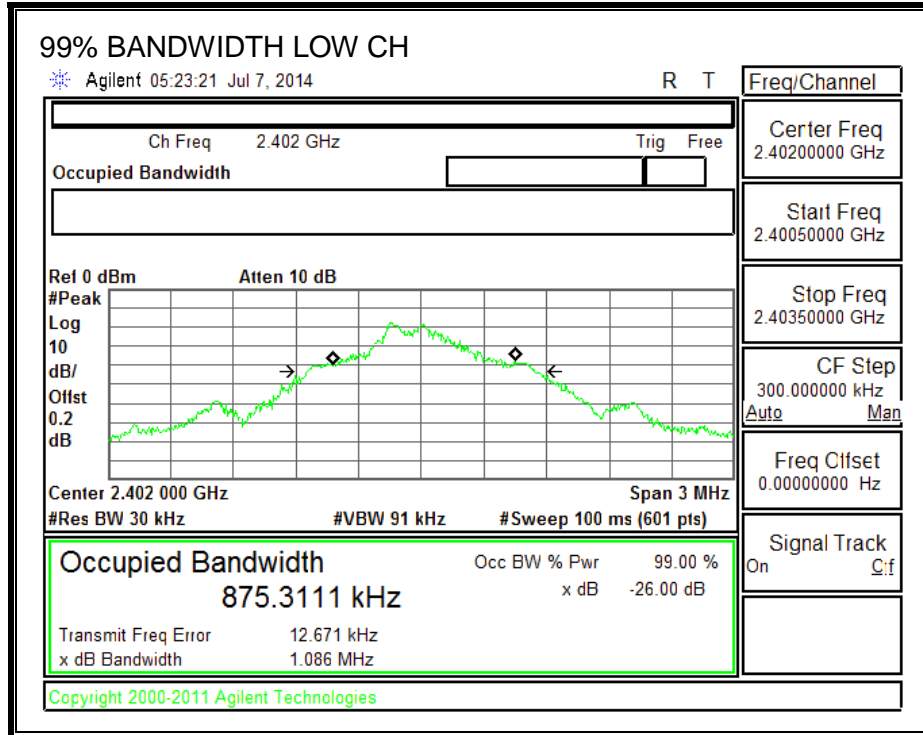 99% BANDWIDTH LOW CH
Agilent 05:23:21 Jul 7, 2014 R T
Freq/Channel
Ch Freq 2.402 GHz Trig Free
Occupied Bandwidth
Center Freq
2.40200000 GHz
Start Freq
2.40050000 GHz
Stop Freq
2.40350000 GHz
CF Step
300.000000 kHz
Auto Man
Freq Offset
0.00000000 Hz
Signal Track
On Off
Ref 0 dBm Atten 10 dB
#Peak
Log
10
dB/
Offst
0.2
dB
Center 2.402 000 GHz Span 3 MHz
#Res BW 30 kHz #VBW 91 kHz #Sweep 100 ms (601 pts)
Occupied Bandwidth Occ BW % Pwr 99.00 %
875.3111 kHz x dB -26.00 dB
Transmit Freq Error 12.671 kHz
x dB Bandwidth 1.086 MHz
Copyright 2000-2011 Agilent Technologies